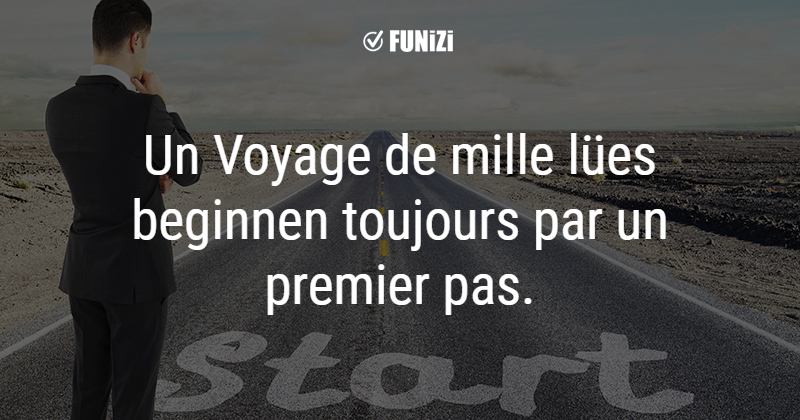 FUNiZi
Un Voyage de mille lües
beginnen toujours par un
premier pas.
Start